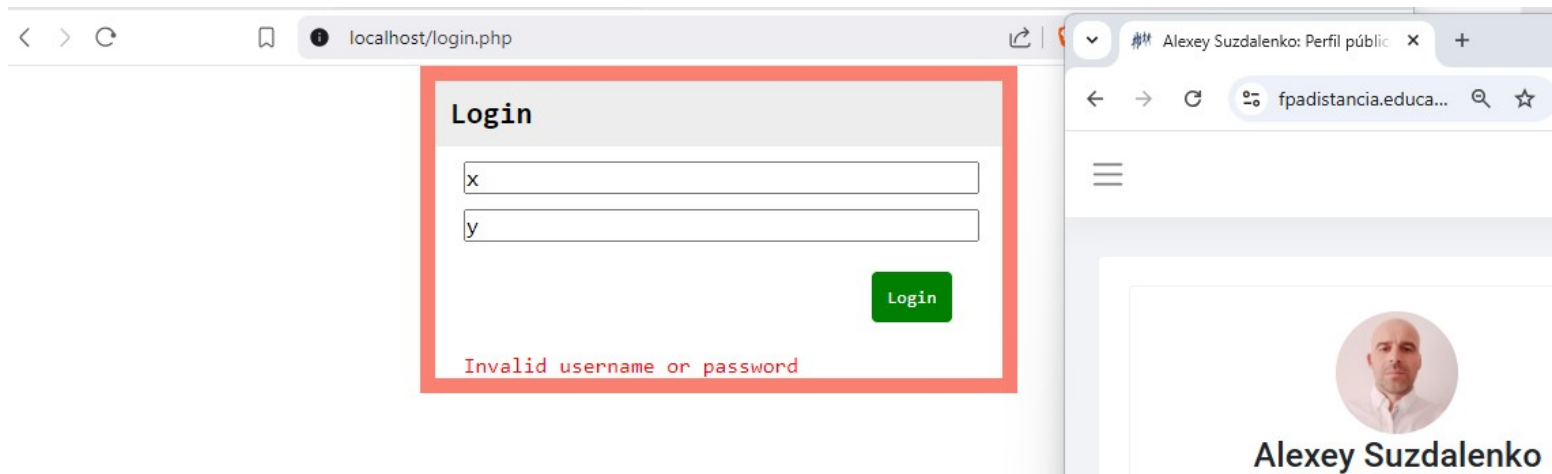 localhost/login.php
Login
x
y
Login
Invalid username or password
Alexey Suzdalenko: Perfil públic
fpadistancia.educa...
Alexey Suzdalenko